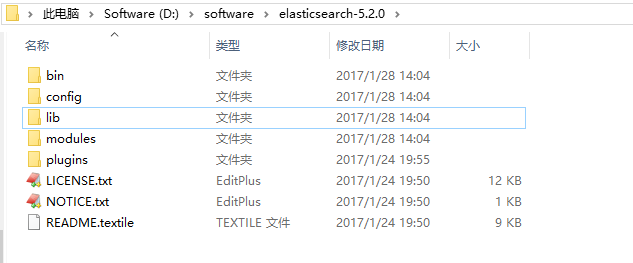 此电脑 › Software (D:) › software › elasticsearch-5.2.0 ›
名称 类型 修改日期 大小
bin 文件夹 2017/1/28 14:04
config 文件夹 2017/1/28 14:04
lib 文件夹 2017/1/28 14:04
modules 文件夹 2017/1/28 14:04
plugins 文件夹 2017/1/24 19:55
LICENSE.txt EditPlus 2017/1/24 19:50 12 KB
NOTICE.txt EditPlus 2017/1/24 19:50 1 KB
README.textile TEXTILE 文件 2017/1/24 19:50 9 KB